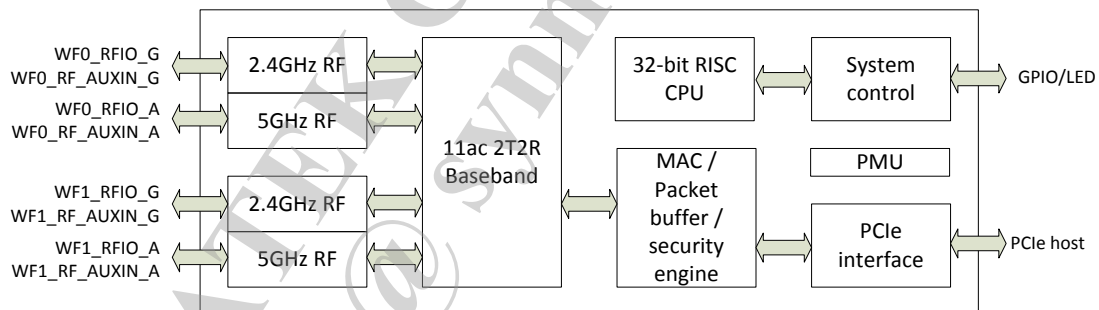 WF0_RFIO_G
WF0_RF_AUXIN_G
WF0_RFIO_A
WF0_RF_AUXIN_A
WF1_RFIO_G
WF1_RF_AUXIN_G
WF1_RFIO_A
WF1_RF_AUXIN_A
2.4GHz RF
5GHz RF
2.4GHz RF
5GHz RF
11ac 2T2R
Baseband
32-bit RISC
CPU
MAC /
Packet
buffer /
security
engine
System
control
PMU
PCIe
interface
GPIO/LED
PCIe host
ATEK C
@ synn